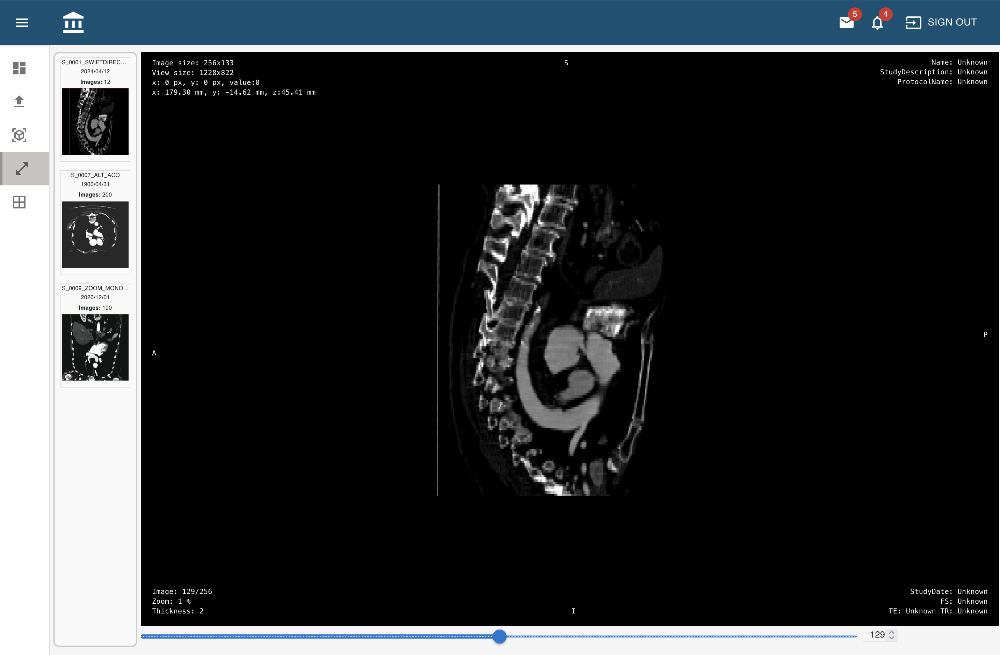 5
4
SIGN OUT
S_0001_SWIFTDIREC...
2024/04/12
Images: 12
S_0007_ALT_ACQ
1900/04/31
Images: 200
S_0009_ZOOM_MONO...
2020/12/01
Images: 100
Image size: 256x133
View size: 1228x822
x: 0 px, y: 0 px, value:0
x: 179.30 mm, y: −14.62 mm, z:45.41 mm
S
Name: Unknown
StudyDescription: Unknown
ProtocolName: Unknown
A
P
Image: 129/256
Zoom: 1 %
Thickness: 2
I
StudyDate: Unknown
FS: Unknown
TE: Unknown TR: Unknown
129